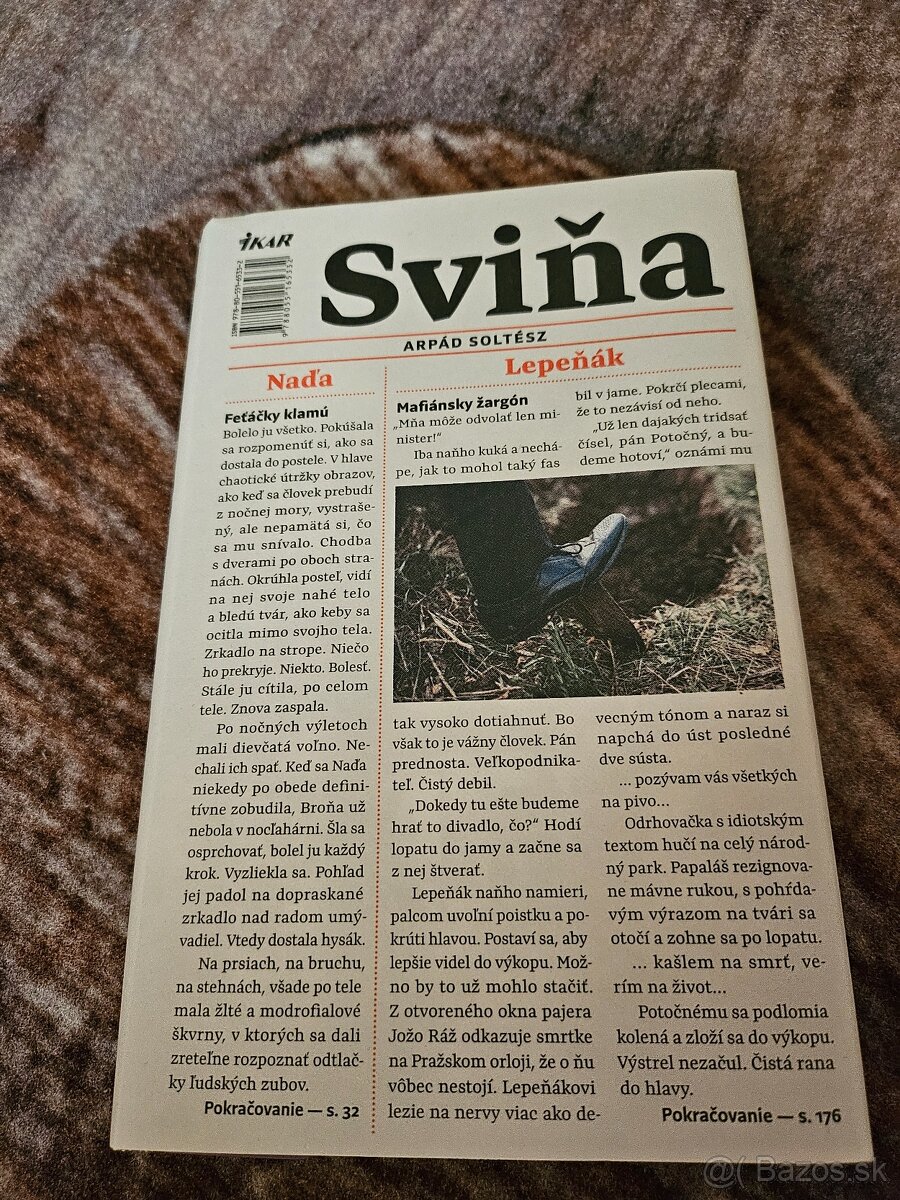 iKAR
ISBN 978-80-551-6533-2
9 788055 165332
Sviňa
ARPÁD SOLTÉSZ
Naďa
Feťáčky klamú
Bolelo ju všetko. Pokúšala
sa rozpomenúť si, ako sa
dostala do postele. V hlave
chaotické útržky obrazov,
ako keď sa človek prebudí
z nočnej mory, vystraše-
ný, ale nepamätá si, čo
sa mu snívalo. Chodba
s dverami po oboch stra-
nách. Okrúhla posteľ, vidí
na nej svoje nahé telo
a bledú tvár, ako keby sa
ocitla mimo svojho tela.
Zrkadlo na strope. Niečo
ho prekryje. Niekto. Bolesť.
Stále ju cítila, po celom
tele. Znova zaspala.
Po nočných výletoch
mali dievčatá voľno. Ne-
chali ich spať. Keď sa Naďa
niekedy po obede defini-
tívne zobudila, Broňa už
nebola v nocľahárni. Šla sa
osprchovať, bolel ju každý
krok. Vyzliekla sa. Pohľad
jej padol na dopraskané
zrkadlo nad radom umý-
vadiel. Vtedy dostala hysák.
Na prsiach, na bruchu,
na stehnách, všade po tele
mala žlté a modrofialové
škvrny, v ktorých sa dali
zreteľne rozpoznať odtlač-
ky ľudských zubov.
Pokračovanie — s. 32
Lepeňák
Mafiánsky žargón
„Mňa môže odvolať len mi-
nister!“
Iba naňho kuká a nechá-
pe, jak to mohol taký fas
tak vysoko dotiahnuť. Bo
však to je vážny človek. Pán
prednosta. Veľkopodnika-
teľ. Čistý debil.
„Dokedy tu ešte budeme
hrať to divadlo, čo?“ Hodí
lopatu do jamy a začne sa
z nej štverať.
Lepeňák naňho namieri,
palcom uvoľní poistku a po-
krúti hlavou. Postaví sa, aby
lepšie videl do výkopu. Mož-
no by to už mohlo stačiť.
Z otvoreného okna pajera
Jožo Ráž odkazuje smrtke
na Pražskom orloji, že o ňu
vôbec nestojí. Lepeňákovi
lezie na nervy viac ako de-
bil v jame. Pokrčí plecami,
že to nezávisí od neho.
„Už len dajakých tridsať
čísel, pán Potočný, a bu-
deme hotoví,“ oznámi mu
vecným tónom a naraz si
napchá do úst posledné
dve sústa.
... pozývam vás všetkých
na pivo...
Odrhovačka s idiotským
textom hučí na celý národ-
ný park. Papaláš rezignova-
ne mávne rukou, s pohŕda-
vým výrazom na tvári sa
otočí a zohne sa po lopatu.
... kašlem na smrť, ve-
rím na život...
Potočnému sa podlomia
kolená a zloží sa do výkopu.
Výstrel nezačul. Čistá rana
do hlavy.
Pokračovanie — s. 176
@( Bazos.sk